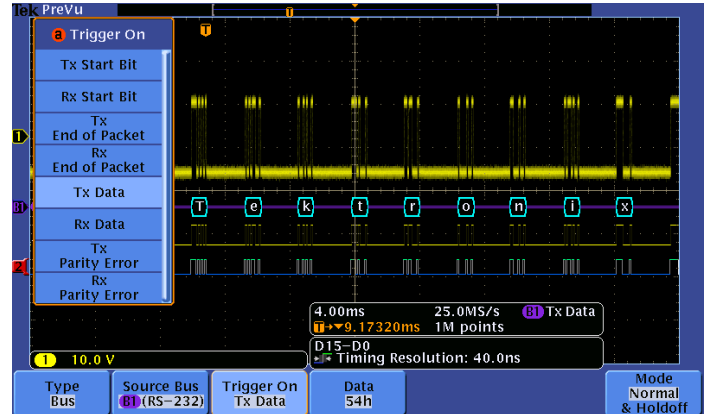 Tek PreVu
T
a Trigger On
T
Tx Start Bit
Rx Start Bit
Tx
End of Packet
Rx
End of Packet
Tx Data
Rx Data
Tx
Parity Error
Rx
Parity Error
1
B1
2
T e k t r o n i x
4.00ms 25.0MS/s B1 Tx Data
T→▼9.17320ms 1M points
D15-D0
Timing Resolution: 40.0ns
1 10.0 V
Type
Bus
Source Bus
B1 (RS-232)
Trigger On
Tx Data
Data
54h
Mode
Normal
& Holdoff